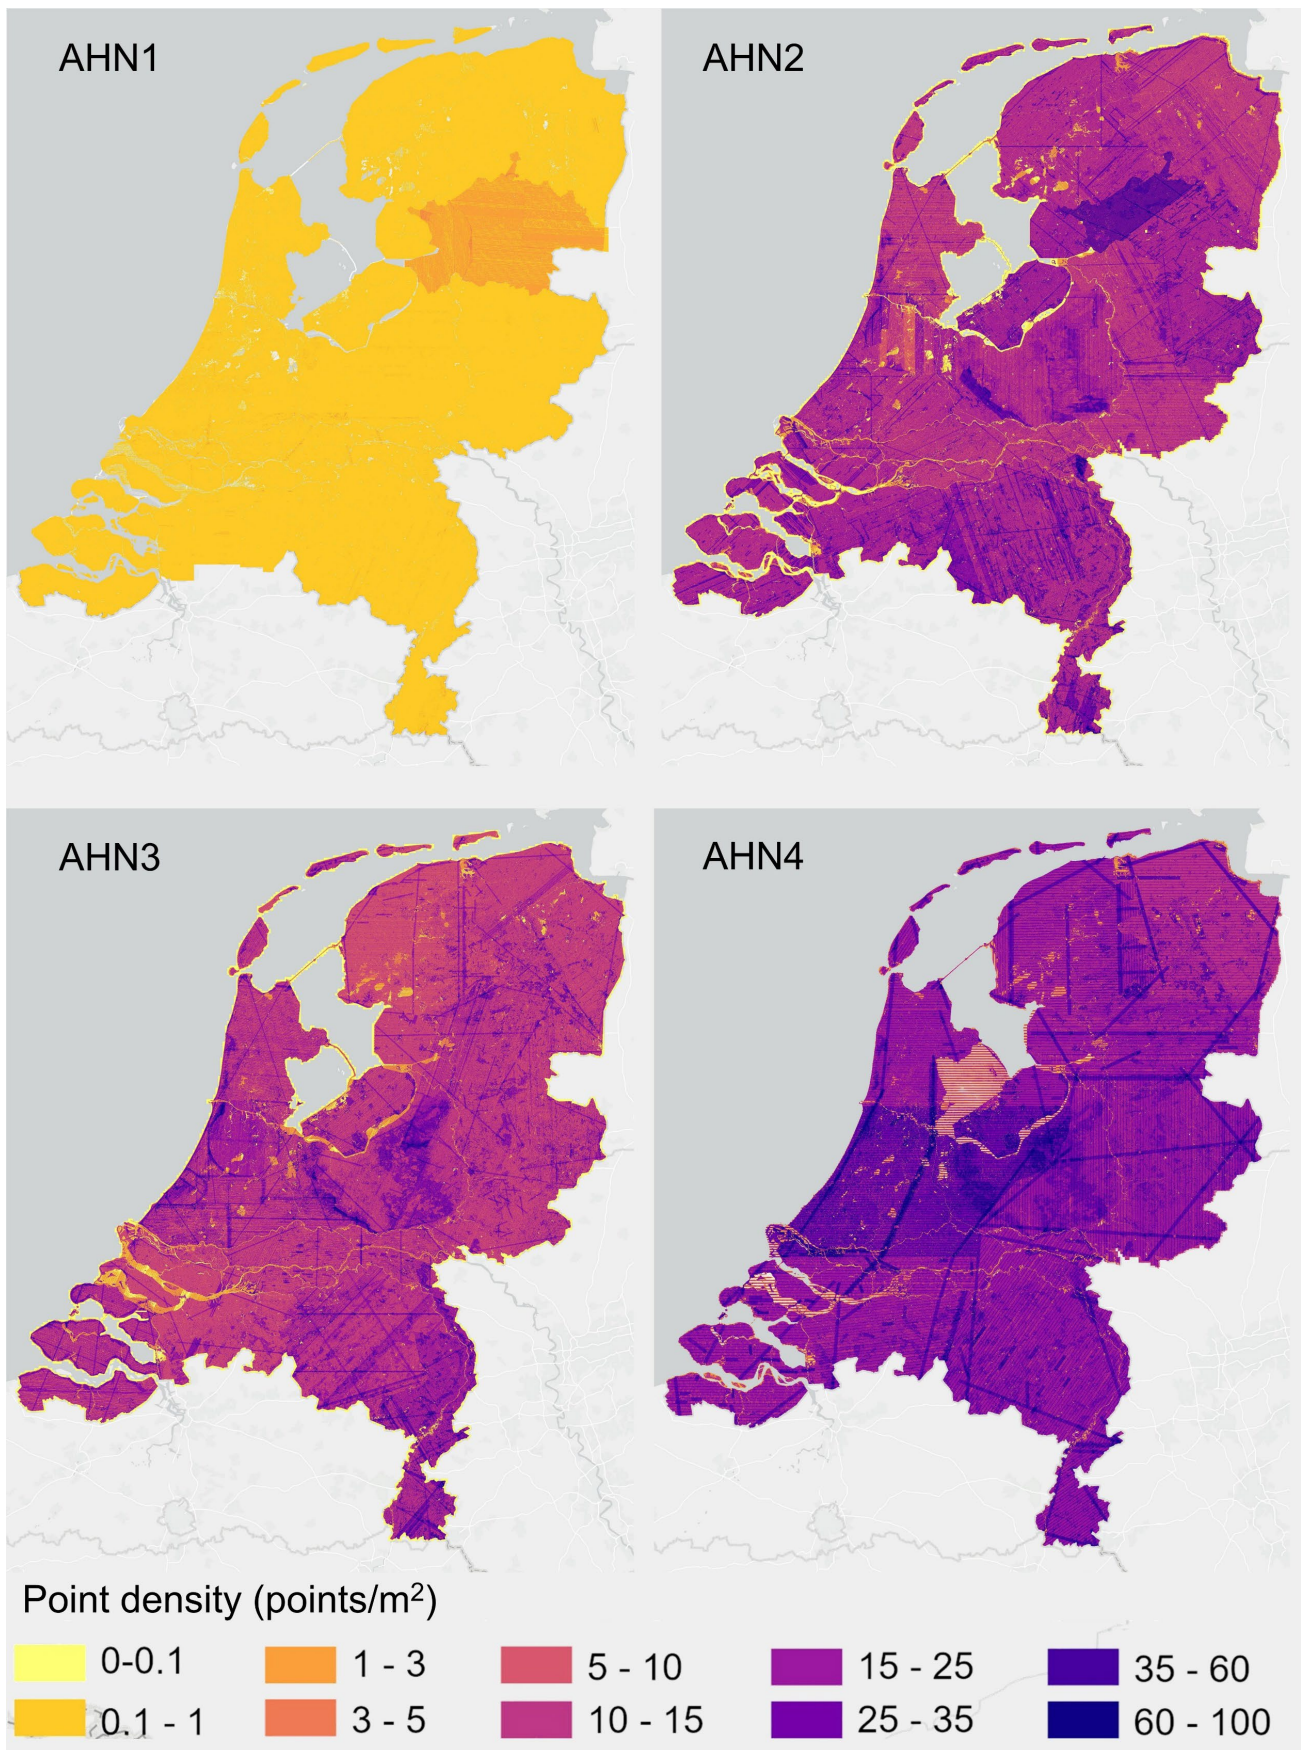 AHN1
AHN2
AHN3
AHN4
Point density (points/m²)
0-0.1 1 - 3 5 - 10 15 - 25 35 - 60
0.1 - 1 3 - 5 10 - 15 25 - 35 60 - 100